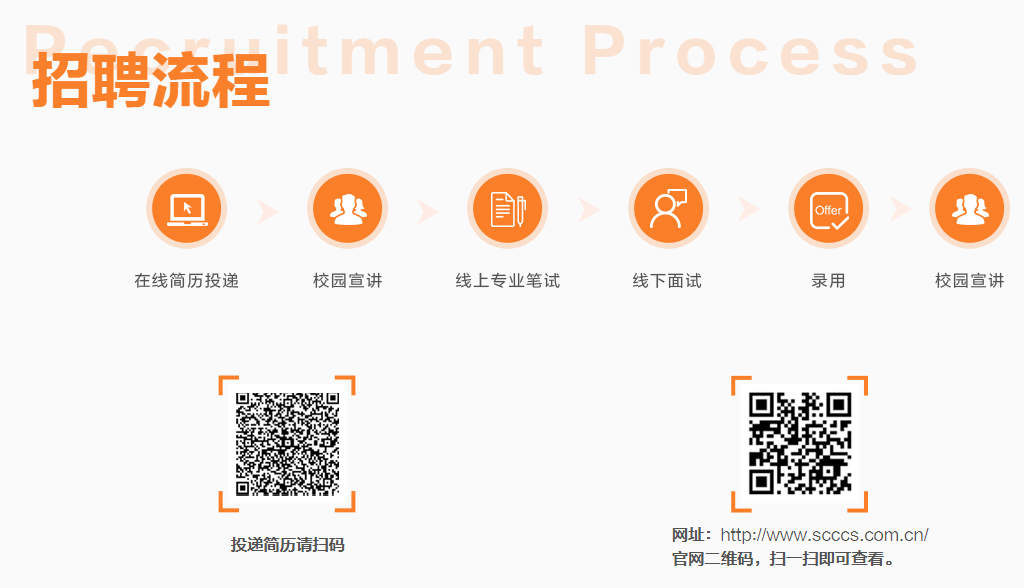 Recruitment Process
招聘流程
Offer
在线简历投递
校园宣讲
线上专业笔试
线下面试
录用
校园宣讲
投递简历请扫码
网址：http://www.scccs.com.cn/
官网二维码，扫一扫即可查看。